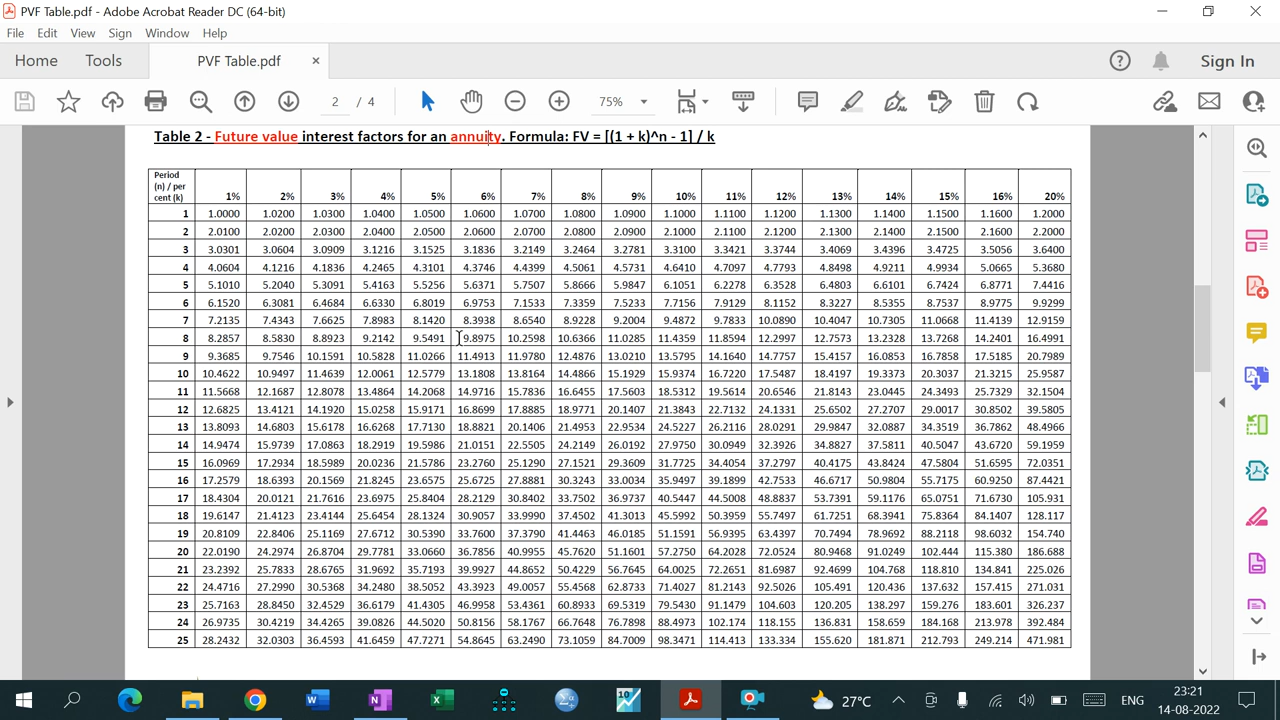 PVF Table.pdf - Adobe Acrobat Reader DC (64-bit)
File Edit View Sign Window Help
Home Tools PVF Table.pdf × Sign In
2 / 4 75%
Table 2 - Future value interest factors for an annuity. Formula: FV = [(1 + k)^n - 1] / k
Period
(n) / per
cent (k) 1% 2% 3% 4% 5% 6% 7% 8% 9% 10% 11% 12% 13% 14% 15% 16% 20%
1 1.0000 1.0200 1.0300 1.0400 1.0500 1.0600 1.0700 1.0800 1.0900 1.1000 1.1100 1.1200 1.1300 1.1400 1.1500 1.1600 1.2000
2 2.0100 2.0200 2.0300 2.0400 2.0500 2.0600 2.0700 2.0800 2.0900 2.1000 2.1100 2.1200 2.1300 2.1400 2.1500 2.1600 2.2000
3 3.0301 3.0604 3.0909 3.1216 3.1525 3.1836 3.2149 3.2464 3.2781 3.3100 3.3421 3.3744 3.4069 3.4396 3.4725 3.5056 3.6400
4 4.0604 4.1216 4.1836 4.2465 4.3101 4.3746 4.4399 4.5061 4.5731 4.6410 4.7097 4.7793 4.8498 4.9211 4.9934 5.0665 5.3680
5 5.1010 5.2040 5.3091 5.4163 5.5256 5.6371 5.7507 5.8666 5.9847 6.1051 6.2278 6.3528 6.4803 6.6101 6.7424 6.8771 7.4416
6 6.1520 6.3081 6.4684 6.6330 6.8019 6.9753 7.1533 7.3359 7.5233 7.7156 7.9129 8.1152 8.3227 8.5355 8.7537 8.9775 9.9299
7 7.2135 7.4343 7.6625 7.8983 8.1420 8.3938 8.6540 8.9228 9.2004 9.4872 9.7833 10.0890 10.4047 10.7305 11.0668 11.4139 12.9159
8 8.2857 8.5830 8.8923 9.2142 9.5491 9.8975 10.2598 10.6366 11.0285 11.4359 11.8594 12.2997 12.7573 13.2328 13.7268 14.2401 16.4991
9 9.3685 9.7546 10.1591 10.5828 11.0266 11.4913 11.9780 12.4876 13.0210 13.5795 14.1640 14.7757 15.4157 16.0853 16.7858 17.5185 20.7989
10 10.4622 10.9497 11.4639 12.0061 12.5779 13.1808 13.8164 14.4866 15.1929 15.9374 16.7220 17.5487 18.4197 19.3373 20.3037 21.3215 25.9587
11 11.5668 12.1687 12.8078 13.4864 14.2068 14.9716 15.7836 16.6455 17.5603 18.5312 19.5614 20.6546 21.8143 23.0445 24.3493 25.7329 32.1504
12 12.6825 13.4121 14.1920 15.0258 15.9171 16.8699 17.8885 18.9771 20.1407 21.3843 22.7132 24.1331 25.6502 27.2707 29.0017 30.8502 39.5805
13 13.8093 14.6803 15.6178 16.6268 17.7130 18.8821 20.1406 21.4953 22.9534 24.5227 26.2116 28.0291 29.9847 32.0887 34.3519 36.7862 48.4966
14 14.9474 15.9739 17.0863 18.2919 19.5986 21.0151 22.5505 24.2149 26.0192 27.9750 30.0949 32.3926 34.8827 37.5811 40.5047 43.6720 59.1959
15 16.0969 17.2934 18.5989 20.0236 21.5786 23.2760 25.1290 27.1521 29.3609 31.7725 34.4054 37.2797 40.4175 43.8424 47.5804 51.6595 72.0351
16 17.2579 18.6393 20.1569 21.8245 23.6575 25.6725 27.8881 30.3243 33.0034 35.9497 39.1899 42.7533 46.6717 50.9804 55.7175 60.9250 87.4421
17 18.4304 20.0121 21.7616 23.6975 25.8404 28.2129 30.8402 33.7502 36.9737 40.5447 44.5008 48.8837 53.7391 59.1176 65.0751 71.6730 105.931
18 19.6147 21.4123 23.4144 25.6454 28.1324 30.9057 33.9990 37.4502 41.3013 45.5992 50.3959 55.7497 61.7251 68.3941 75.8364 84.1407 128.117
19 20.8109 22.8406 25.1169 27.6712 30.5390 33.7600 37.3790 41.4463 46.0185 51.1591 56.9395 63.4397 70.7494 78.9692 88.2118 98.6032 154.740
20 22.0190 24.2974 26.8704 29.7781 33.0660 36.7856 40.9955 45.7620 51.1601 57.2750 64.2028 72.0524 80.9468 91.0249 102.444 115.380 186.688
21 23.2392 25.7833 28.6765 31.9692 35.7193 39.9927 44.8652 50.4229 56.7645 64.0025 72.2651 81.6987 92.4699 104.768 118.810 134.841 225.026
22 24.4716 27.2990 30.5368 34.2480 38.5052 43.3923 49.0057 55.4568 62.8733 71.4027 81.2143 92.5026 105.491 120.436 137.632 157.415 271.031
23 25.7163 28.8450 32.4529 36.6179 41.4305 46.9958 53.4361 60.8933 69.5319 79.5430 91.1479 104.603 120.205 138.297 159.276 183.601 326.237
24 26.9735 30.4219 34.4265 39.0826 44.5020 50.8156 58.1767 66.7648 76.7898 88.4973 102.174 118.155 136.831 158.659 184.168 213.978 392.484
25 28.2432 32.0303 36.4593 41.6459 47.7271 54.8645 63.2490 73.1059 84.7009 98.3471 114.413 133.334 155.620 181.871 212.793 249.214 471.981
27°C ENG 23:21
14-08-2022